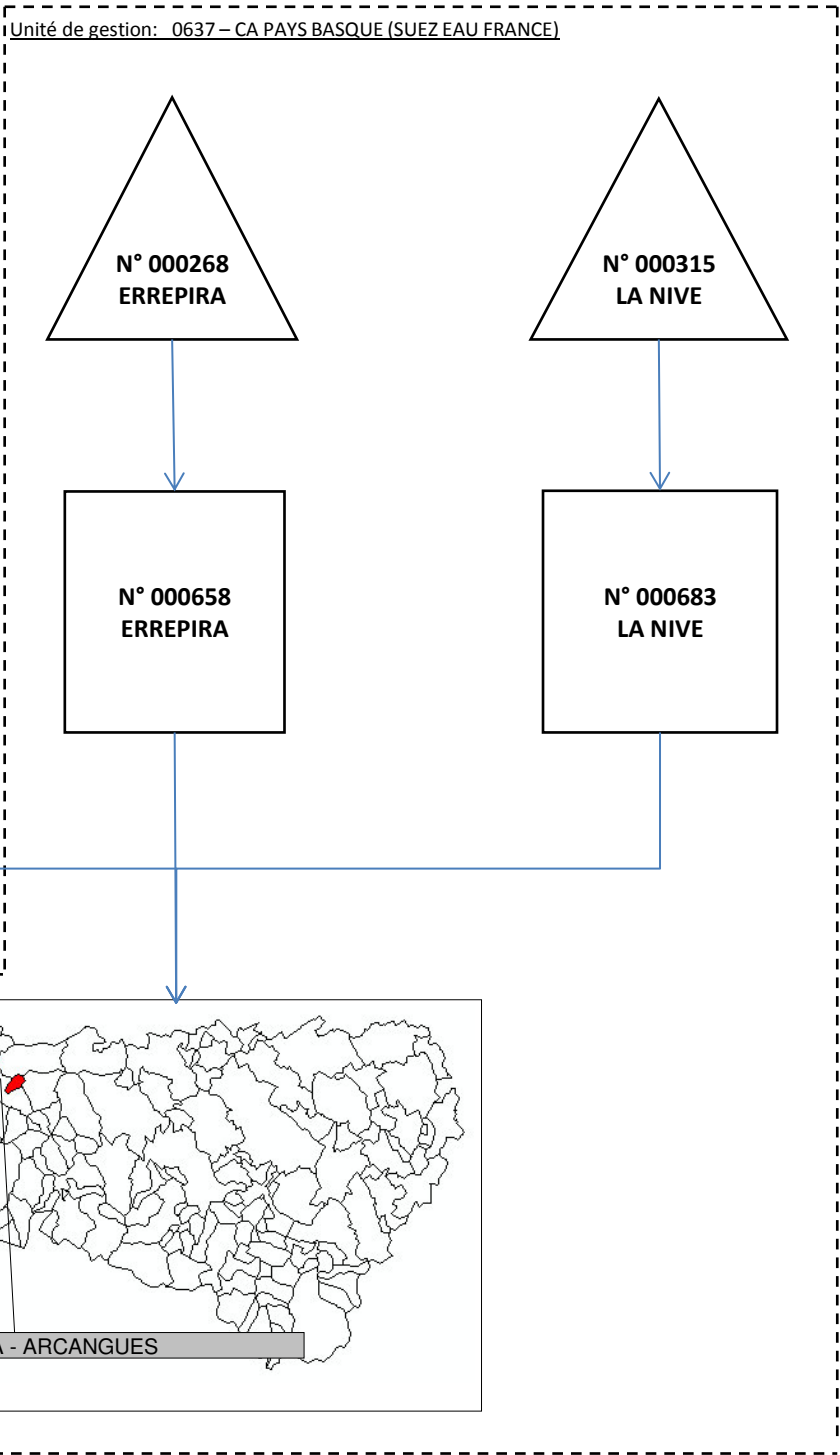 Unité de gestion: 0637 – CA PAYS BASQUE (SUEZ EAU FRANCE)
N° 000268
ERREPIRA
N° 000315
LA NIVE
N° 000658
ERREPIRA
N° 000683
LA NIVE
A - ARCANGUES